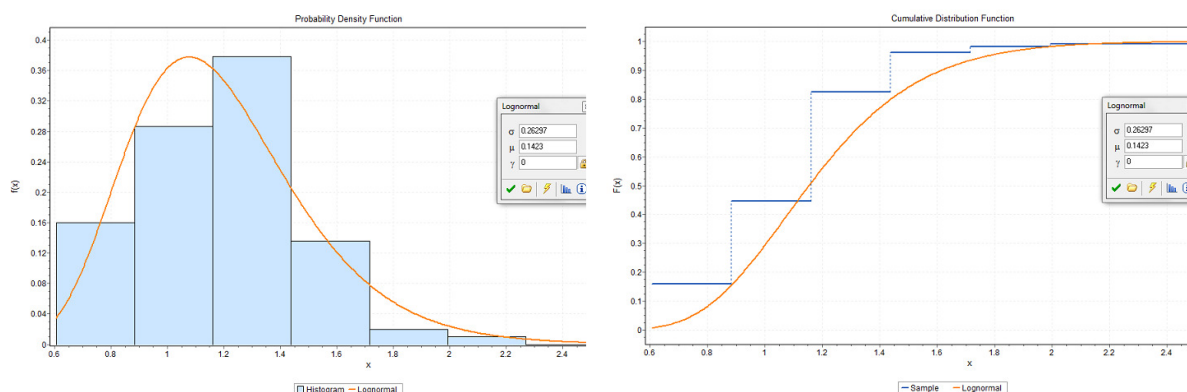 Probability Density Function
0.4
0.36
0.32
0.28
0.24
0.2
0.16
0.12
0.08
0.04
0
f(x)
0.6 0.8 1 1.2 1.4 1.6 1.8 2 2.2 2.4
x
Histogram Lognormal
Lognormal
σ 0.26297
μ 0.1423
γ 0
Cumulative Distribution Function
1
0.9
0.8
0.7
0.6
0.5
0.4
0.3
0.2
0.1
0
F(x)
0.6 0.8 1 1.2 1.4 1.6 1.8 2 2.2 2.4
x
Sample Lognormal
Lognormal
σ 0.26297
μ 0.1423
γ 0